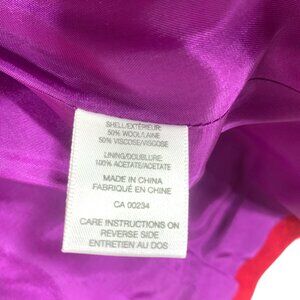 SHELL/EXTÉRIEUR:
50% WOOL/LAINE
50% VISCOSE/VISCOSE
LINING/DOUBLURE:
100% ACETATE/ACETATE
MADE IN CHINA
FABRIQUÉ EN CHINE
CA 00234
CARE INSTRUCTIONS ON
REVERSE SIDE
ENTRETIEN AU DOS